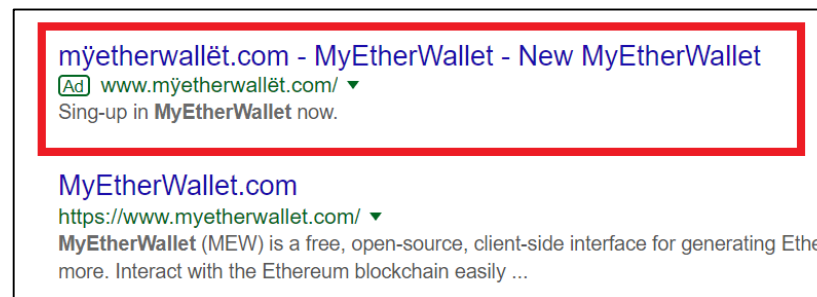 mÿetherwallët.com - MyEtherWallet - New MyEtherWallet
Ad www.mÿetherwallët.com/ ▼
Sing-up in MyEtherWallet now.
MyEtherWallet.com
https://www.myetherwallet.com/ ▼
MyEtherWallet (MEW) is a free, open-source, client-side interface for generating Ethe
more. Interact with the Ethereum blockchain easily ...